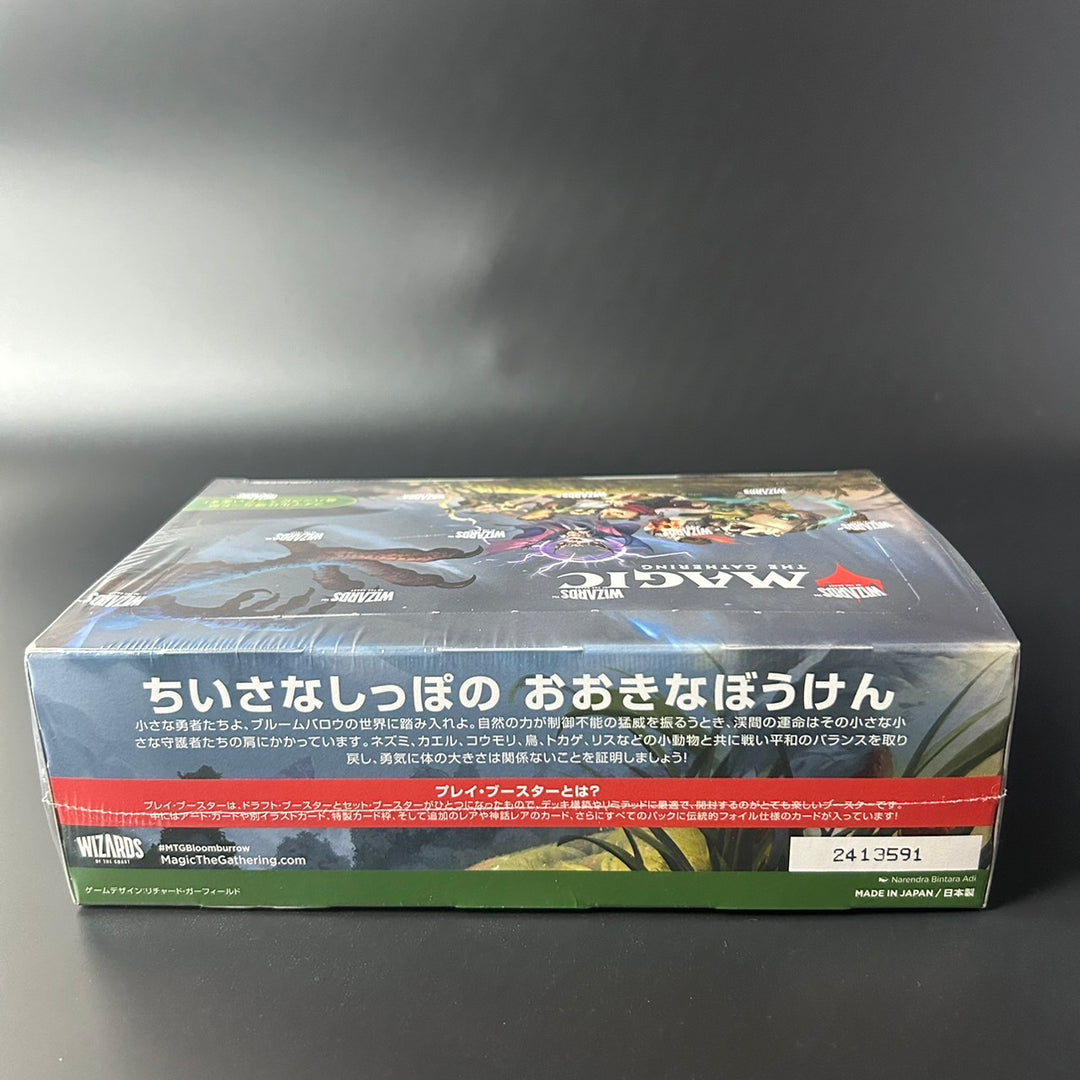 WIZARDS
WIZARDS
WIZARDS
WIZARDS
WIZARDS
WIZARDS
WIZARDS
MAGIC
THE GATHERING
ちいさなしっぽの おおきなぼうけん
小さな勇者たちよ、ブルームバロウの世界に踏み入れよ。自然の力が制御不能の猛威を振るうとき、渓間の運命はその小さな小
さな守護者たちの肩にかかっています。ネズミ、カエル、コウモリ、鳥、トカゲ、リスなどの小動物と共に戦い平和のバランスを取り
戻し、勇気に体の大きさは関係ないことを証明しましょう!
プレイ・ブースターとは?
プレイ・ブースターは、ドラフト・ブースターとセット・ブースターがひとつになったもので、デッキ構築やリミテッドに最適で、開封するのがとても楽しいブースターです。
中にはアート・カードや別イラストカード、特製カード枠、そして追加のレアや神話レアのカード、さらにすべてのパックに伝統的フォイル仕様のカードが入っています!
WIZARDS
OF THE COAST
#MTGBloomburrow
MagicTheGathering.com
2413591
Narendra Bintara Adi
ゲームデザイン:リチャード・ガーフィールド
MADE IN JAPAN / 日本製